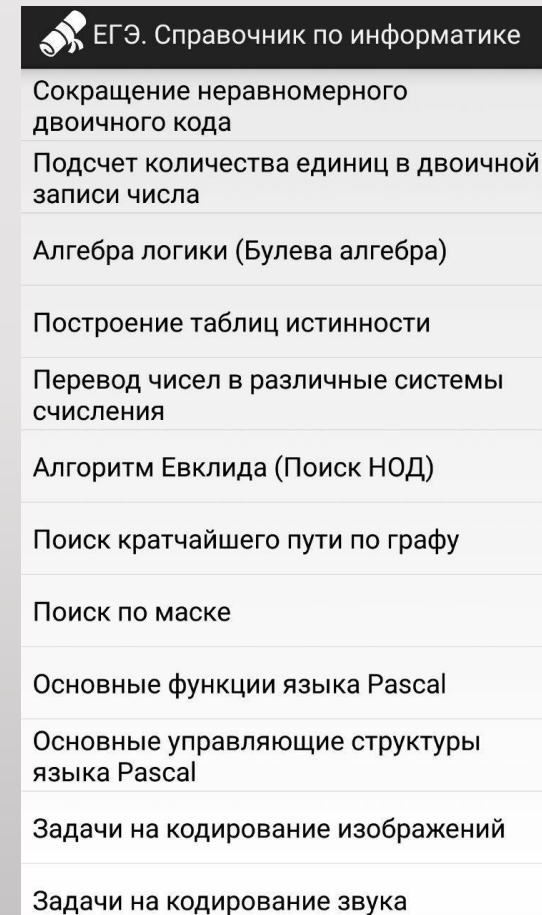 ЕГЭ. Справочник по информатике
Сокращение неравномерного
двоичного кода
Подсчет количества единиц в двоичной
записи числа
Алгебра логики (Булева алгебра)
Построение таблиц истинности
Перевод чисел в различные системы
счисления
Алгоритм Евклида (Поиск НОД)
Поиск кратчайшего пути по графу
Поиск по маске
Основные функции языка Pascal
Основные управляющие структуры
языка Pascal
Задачи на кодирование изображений
Задачи на кодирование звука